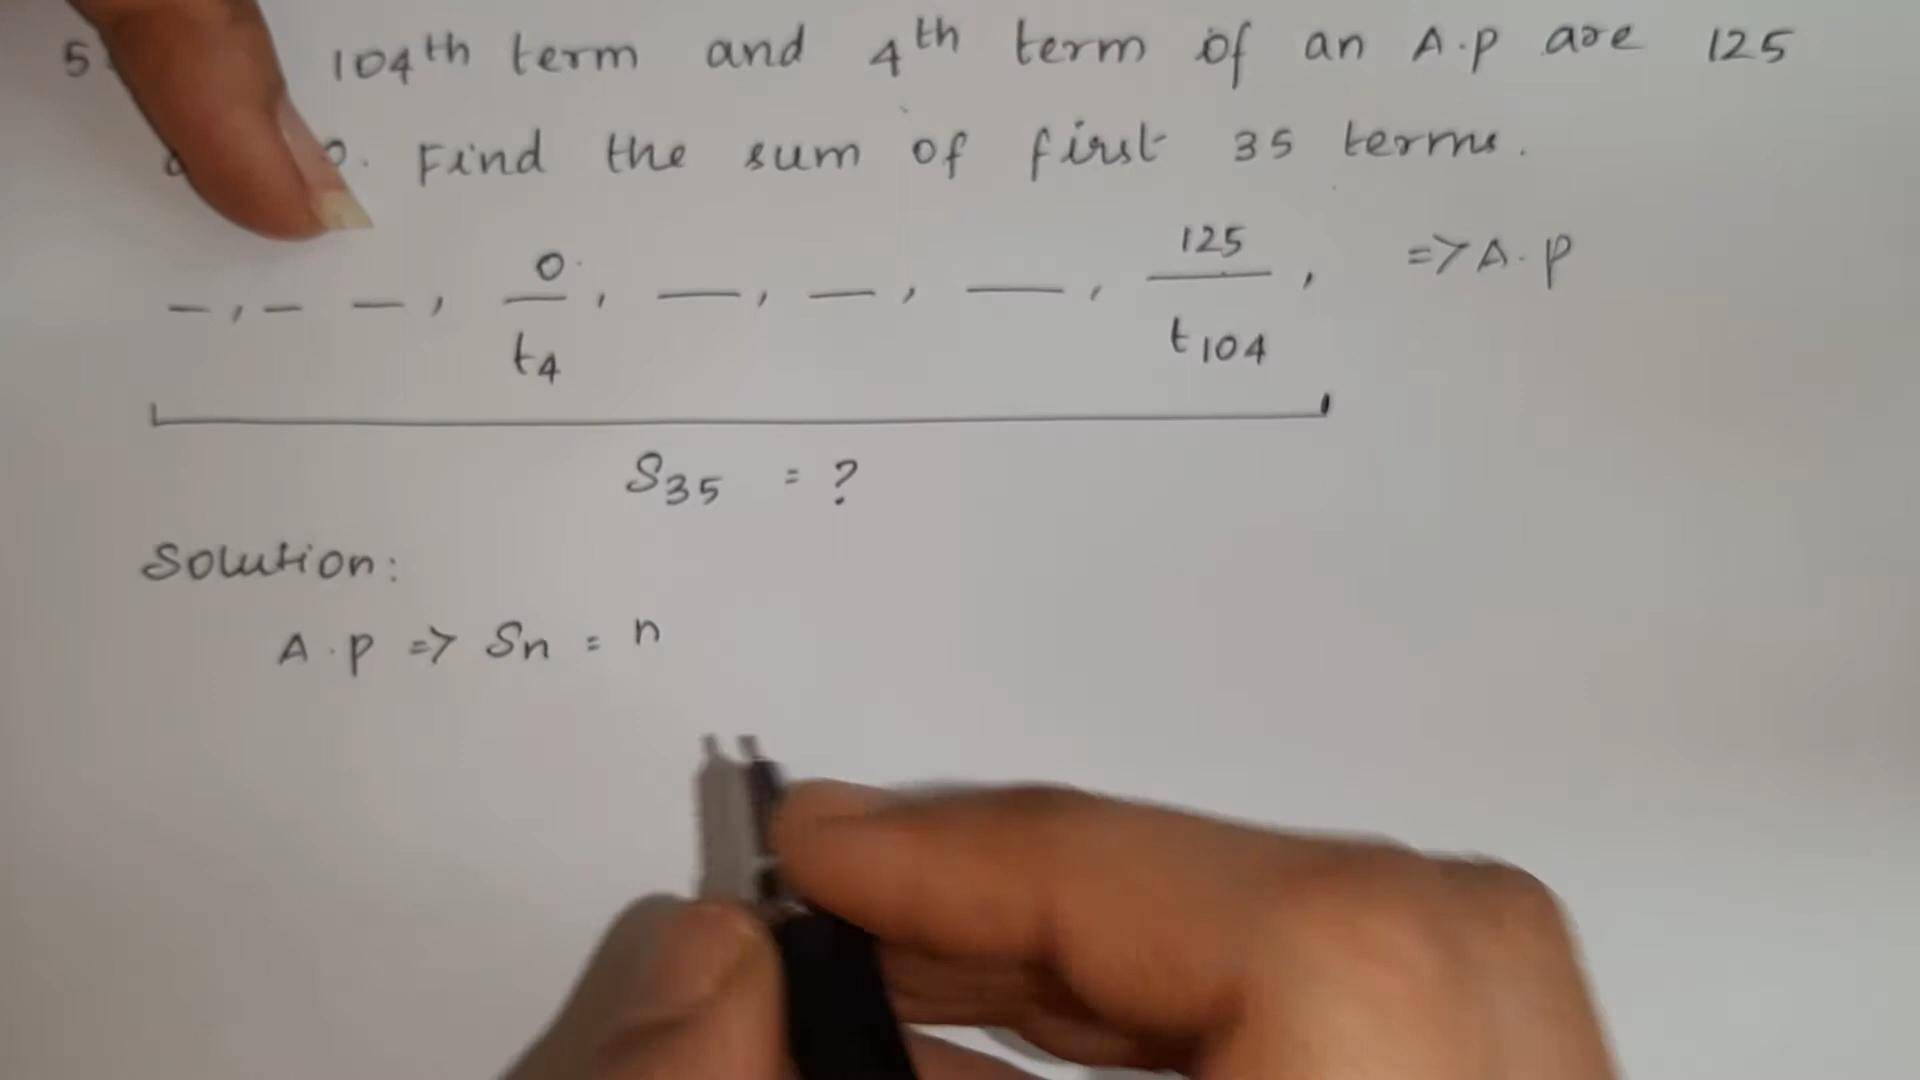 5 104th term and 4th term of an A.P are 125
0. Find the sum of first 35 terms.
_, _ _, 0/t4, _, _, _, 125/t104, => A.P
S35 = ?
Solution:
A.P => Sn = n